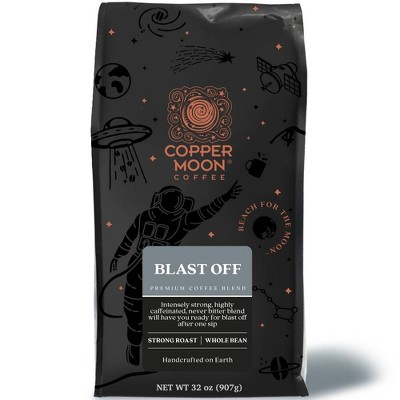 COPPER
MOON®
COFFEE
REACH FOR THE MOON™
BLAST OFF
PREMIUM COFFEE BLEND
Intensely strong, highly
caffeinated, never bitter blend
will have you ready for blast off
after one sip
STRONG ROAST | WHOLE BEAN
Handcrafted on Earth
NET WT 32 oz (907g)